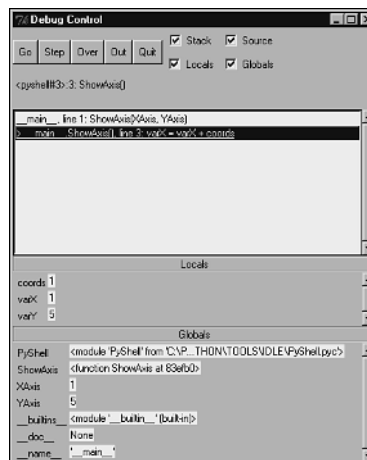 Debug Control
Go Step Over Out Quit
Stack Source
Locals Globals
<pyshell#3>:3: ShowAxis()
__main__, line 1: ShowAxis(XAxis, YAxis)
> __main__.ShowAxis(), line 3: varX = varX + coords
Locals
coords 1
varX 1
varY 5
Globals
PyShell <module 'PyShell' from 'C:\P...THON\TOOLS\IDLE\PyShell.pyc'>
ShowAxis <function ShowAxis at 83efb0>
XAxis 1
YAxis 5
__builtins__ <module '__builtin__' (built-in)>
__doc__ None
__name__ '__main__'